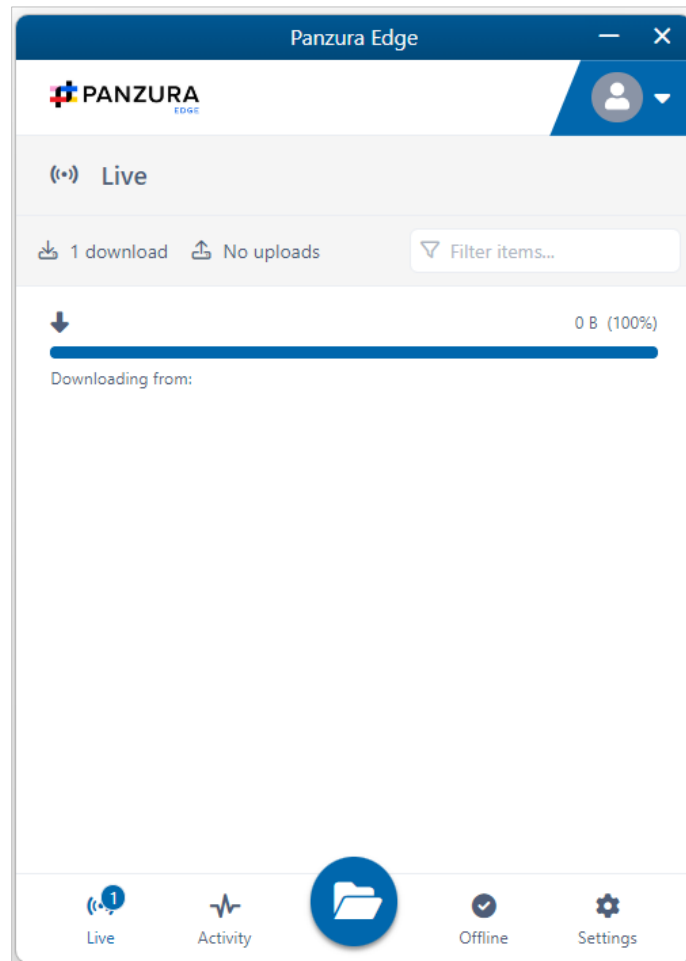 Panzura Edge
PANZURA
EDGE
Live
1 download No uploads Filter items...
0 B (100%)
Downloading from:
1
Live Activity Offline Settings